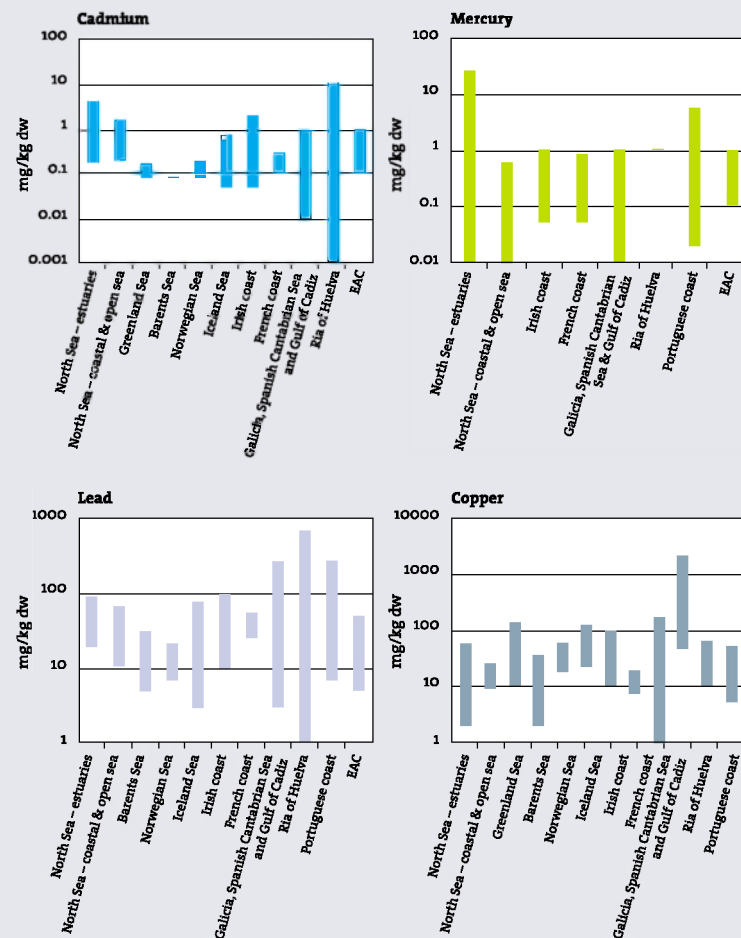 Cadmium
100
10
1
0.1
0.01
0.001
mg/kg dw
North Sea – estuaries
North Sea – coastal & open sea
Greenland Sea
Barents Sea
Norwegian Sea
Iceland Sea
Irish coast
French coast
Galicia, Spanish Cantabrian Sea
and Gulf of Cadiz
Ria of Huelva
EAC
Mercury
100
10
1
0.1
0.01
mg/kg dw
North Sea – estuaries
North Sea – coastal & open sea
Irish coast
French coast
Galicia, Spanish Cantabrian
Sea & Gulf of Cadiz
Ria of Huelva
Portuguese coast
EAC
Lead
1000
100
10
1
mg/kg dw
North Sea – estuaries
North Sea – coastal & open sea
Barents Sea
Norwegian Sea
Iceland Sea
Irish coast
French coast
Galicia, Spanish Cantabrian Sea
and Gulf of Cadiz
Ria of Huelva
Portuguese coast
EAC
Copper
10000
1000
100
10
1
mg/kg dw
North Sea – estuaries
North Sea – coastal & open sea
Greenland Sea
Barents Sea
Norwegian Sea
Iceland Sea
Irish coast
French coast
Galicia, Spanish Cantabrian Sea
and Gulf of Cadiz
Ria of Huelva
Portuguese coast